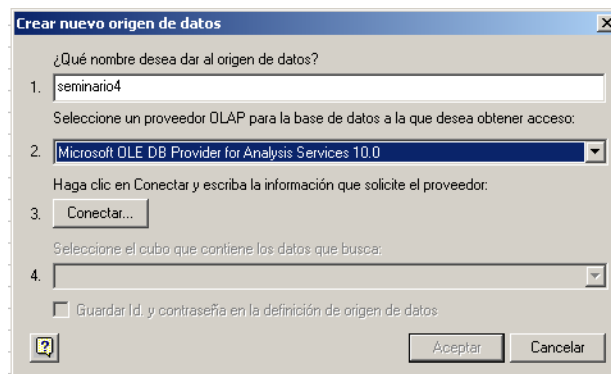 Crear nuevo origen de datos
¿Qué nombre desea dar al origen de datos?
1. seminario4
Seleccione un proveedor OLAP para la base de datos a la que desea obtener acceso:
2. Microsoft OLE DB Provider for Analysis Services 10.0
Haga clic en Conectar y escriba la información que solicite el proveedor:
3. Conectar...
Seleccione el cubo que contiene los datos que busca:
4.
Guardar Id. y contraseña en la definición de origen de datos
Aceptar Cancelar